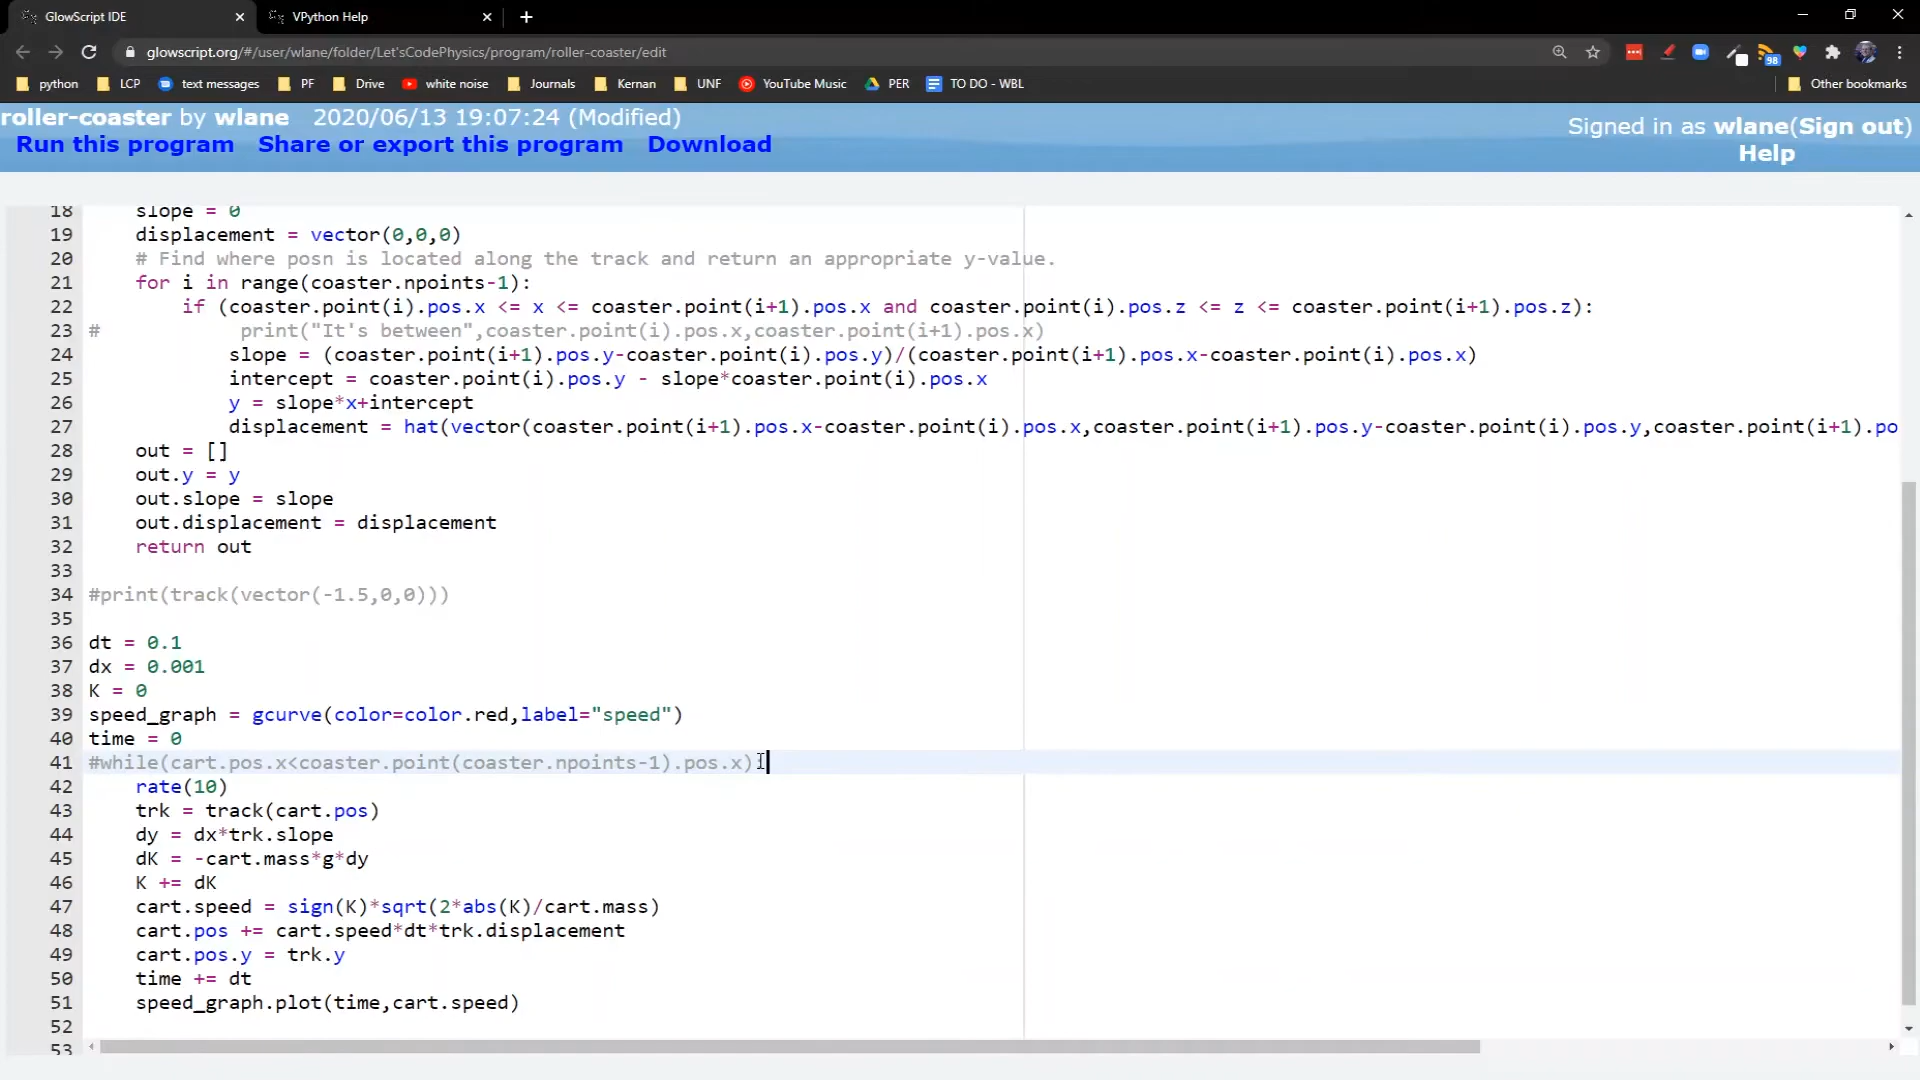 GlowScript IDE
VPython Help
glowscript.org/#/user/wlane/folder/Let'sCodePhysics/program/roller-coaster/edit
98
python LCP text messages PF Drive white noise Journals Kernan UNF YouTube Music PER TO DO - WBL Other bookmarks
roller-coaster by wlane 2020/06/13 19:07:24 (Modified)
Signed in as wlane(Sign out)
Run this program Share or export this program Download
Help
18 slope = 0
19 displacement = vector(0,0,0)
20 # Find where posn is located along the track and return an appropriate y-value.
21 for i in range(coaster.npoints-1):
22 if (coaster.point(i).pos.x <= x <= coaster.point(i+1).pos.x and coaster.point(i).pos.z <= z <= coaster.point(i+1).pos.z):
23 # print("It's between",coaster.point(i).pos.x,coaster.point(i+1).pos.x)
24 slope = (coaster.point(i+1).pos.y-coaster.point(i).pos.y)/(coaster.point(i+1).pos.x-coaster.point(i).pos.x)
25 intercept = coaster.point(i).pos.y - slope*coaster.point(i).pos.x
26 y = slope*x+intercept
27 displacement = hat(vector(coaster.point(i+1).pos.x-coaster.point(i).pos.x,coaster.point(i+1).pos.y-coaster.point(i).pos.y,coaster.point(i+1).po
28 out = []
29 out.y = y
30 out.slope = slope
31 out.displacement = displacement
32 return out
33
34 #print(track(vector(-1.5,0,0)))
35
36 dt = 0.1
37 dx = 0.001
38 K = 0
39 speed_graph = gcurve(color=color.red,label="speed")
40 time = 0
41 #while(cart.pos.x<coaster.point(coaster.npoints-1).pos.x):
42 rate(10)
43 trk = track(cart.pos)
44 dy = dx*trk.slope
45 dK = -cart.mass*g*dy
46 K += dK
47 cart.speed = sign(K)*sqrt(2*abs(K)/cart.mass)
48 cart.pos += cart.speed*dt*trk.displacement
49 cart.pos.y = trk.y
50 time += dt
51 speed_graph.plot(time,cart.speed)
52
53